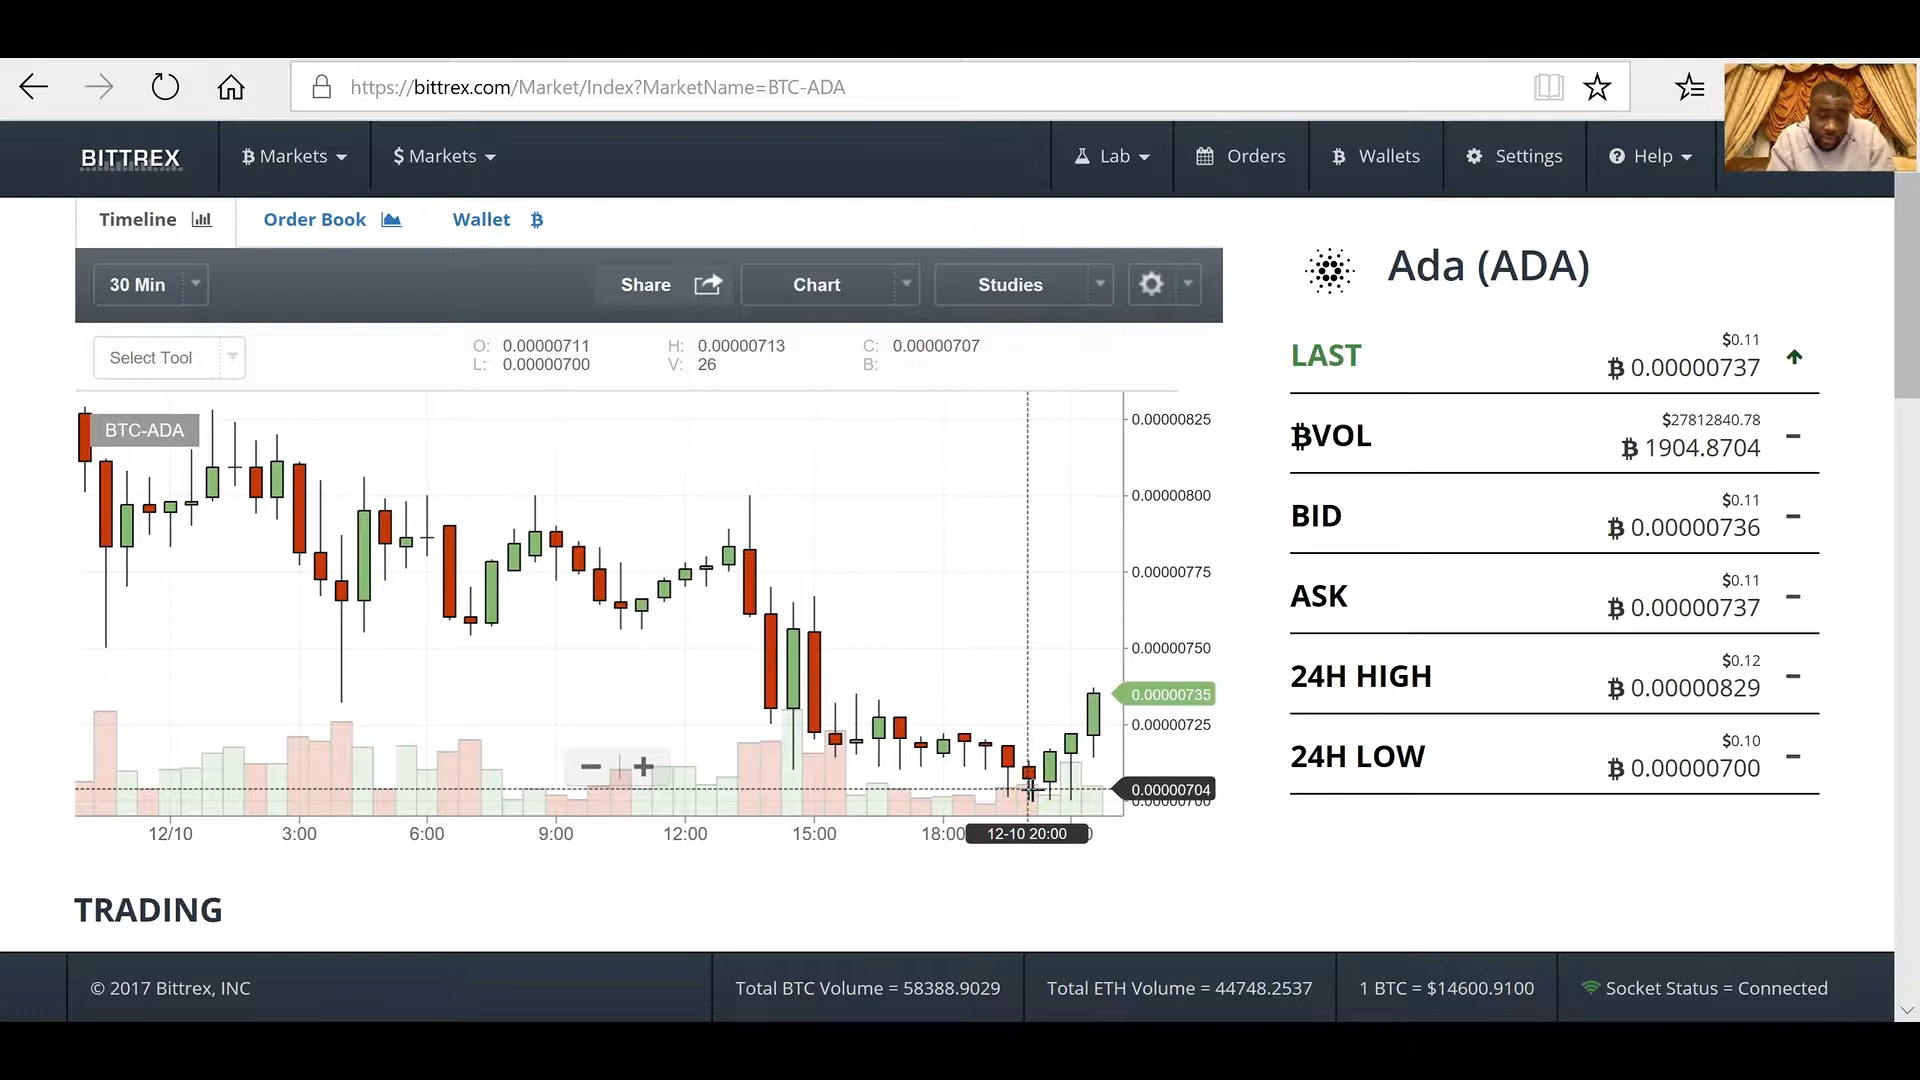 https://bittrex.com/Market/Index?MarketName=BTC-ADA
BITTREX
Markets
$ Markets
Lab
Orders
Wallets
Settings
Help
Timeline
Order Book
Wallet
30 Min
Share
Chart
Studies
Select Tool
O: 0.00000711
H: 0.00000713
C: 0.00000707
L: 0.00000700
V: 26
B:
BTC-ADA
0.00000825
0.00000800
0.00000775
0.00000750
0.00000735
0.00000725
0.00000704
0.00000700
12/10
3:00
6:00
9:00
12:00
15:00
18:00
12-10 20:00
Ada (ADA)
$0.11
LAST
0.00000737
$27812840.78
VOL
1904.8704
$0.11
BID
0.00000736
$0.11
ASK
0.00000737
$0.12
24H HIGH
0.00000829
$0.10
24H LOW
0.00000700
TRADING
© 2017 Bittrex, INC
Total BTC Volume = 58388.9029
Total ETH Volume = 44748.2537
1 BTC = $14600.9100
Socket Status = Connected